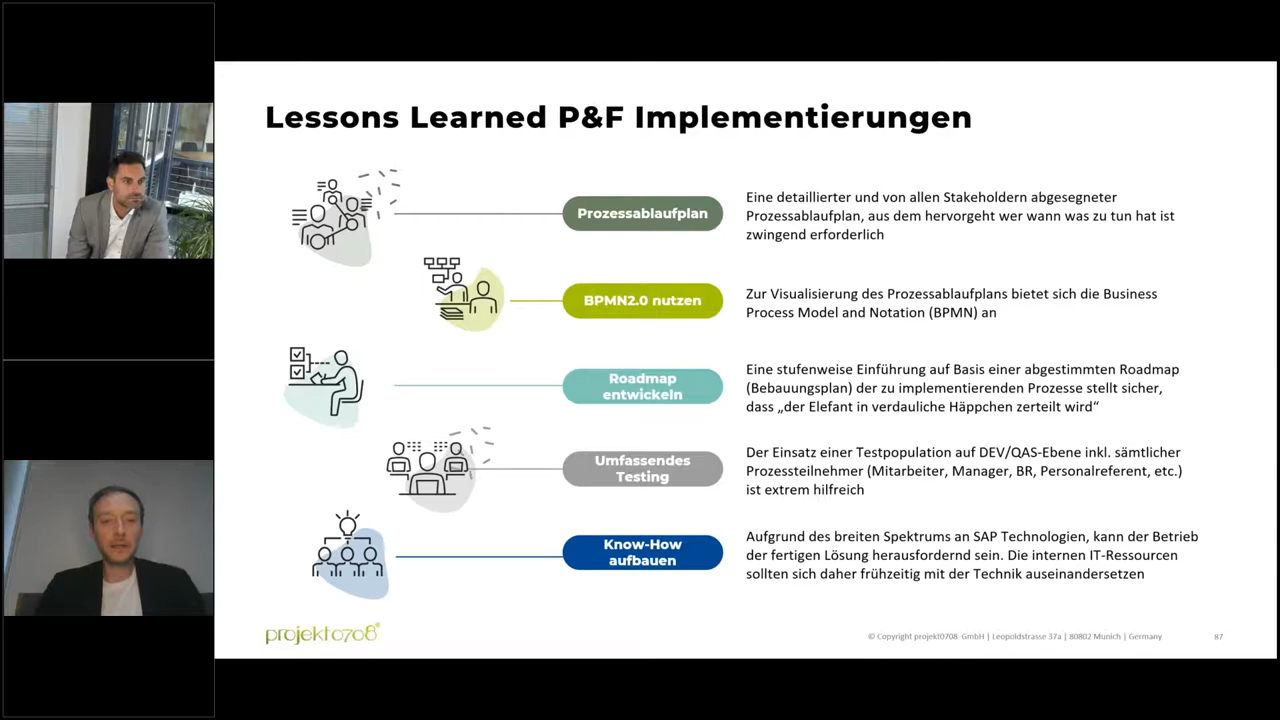 Lessons Learned P&F Implementierungen
Prozessablaufplan
Eine detaillierter und von allen Stakeholdern abgesegneter
Prozessablaufplan, aus dem hervorgeht wer wann was zu tun hat ist
zwingend erforderlich
BPMN2.0 nutzen
Zur Visualisierung des Prozessablaufplans bietet sich die Business
Process Model and Notation (BPMN) an
Roadmap
entwickeln
Eine stufenweise Einführung auf Basis einer abgestimmten Roadmap
(Bebauungsplan) der zu implementierenden Prozesse stellt sicher,
dass „der Elefant in verdauliche Häppchen zerteilt wird“
Umfassendes
Testing
Der Einsatz einer Testpopulation auf DEV/QAS-Ebene inkl. sämtlicher
Prozessteilnehmer (Mitarbeiter, Manager, BR, Personalreferent, etc.)
ist extrem hilfreich
Know-How
aufbauen
Aufgrund des breiten Spektrums an SAP Technologien, kann der Betrieb
der fertigen Lösung herausfordernd sein. Die internen IT-Ressourcen
sollten sich daher frühzeitig mit der Technik auseinandersetzen
projekt0708®
© Copyright projekt0708 GmbH | Leopoldstrasse 37a | 80802 Munich | Germany
87